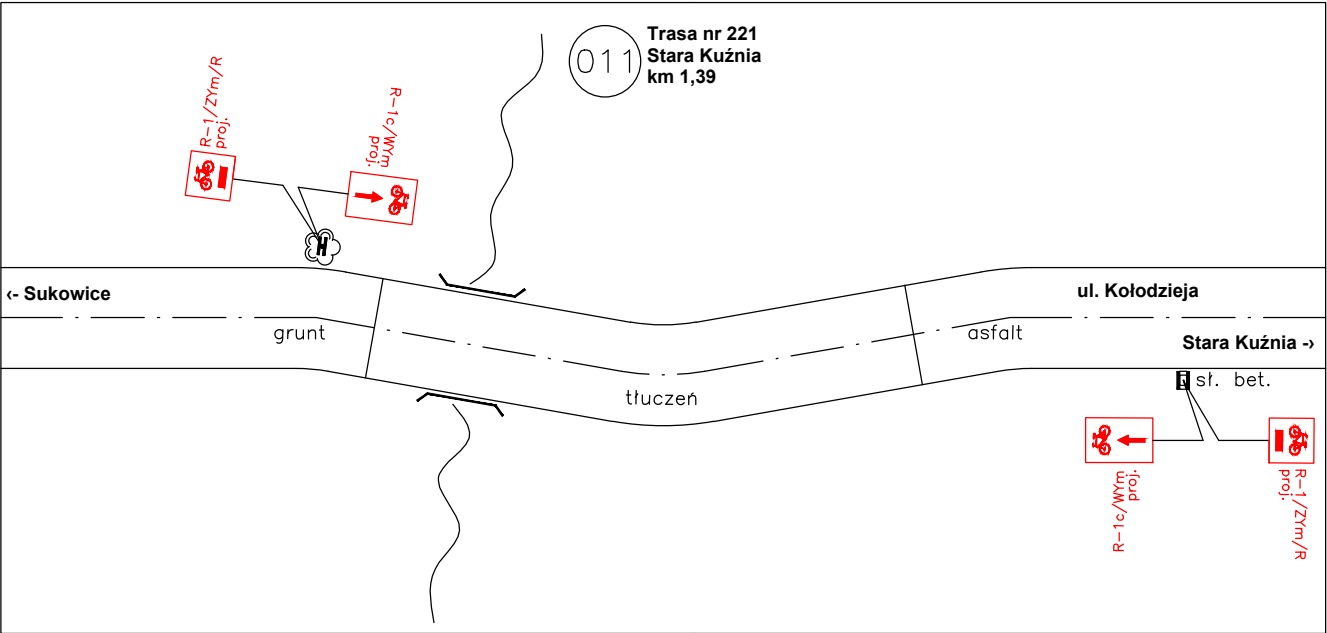 011
Trasa nr 221
Stara Kuźnia
km 1,39
R-1/ZYm/R
proj.
R-1c/WYm
proj.
H
‹- Sukowice
ul. Kołodzieja
grunt
asfalt
Stara Kuźnia -›
tłuczeń
sł. bet.
R-1c/WYm
proj.
R-1/ZYm/R
proj.